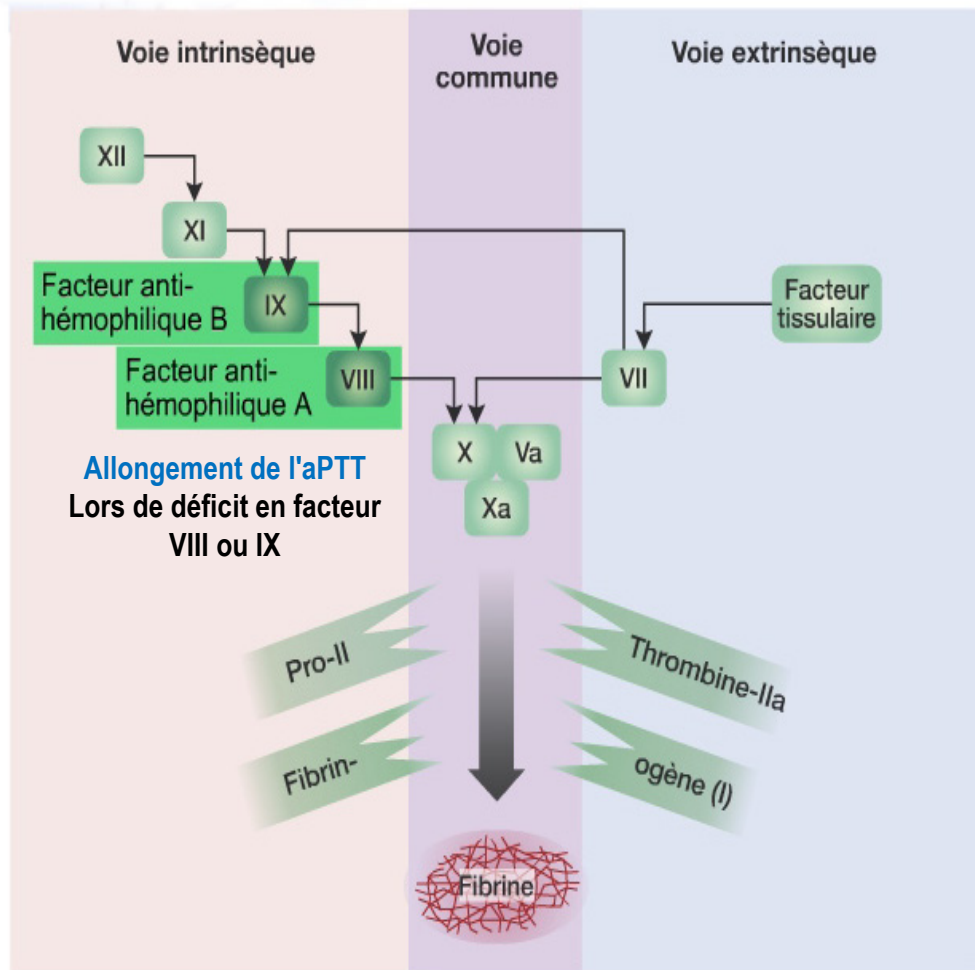 Voie intrinsèque
Voie
commune
Voie extrinsèque
XII
XI
Facteur anti-
hémophilique B
IX
Facteur anti-
hémophilique A
VIII
Facteur
tissulaire
VII
X
Va
Xa
Allongement de l'aPTT
Lors de déficit en facteur
VIII ou IX
Pro-II
Thrombine-IIa
Fibrin-
ogène (I)
Fibrine